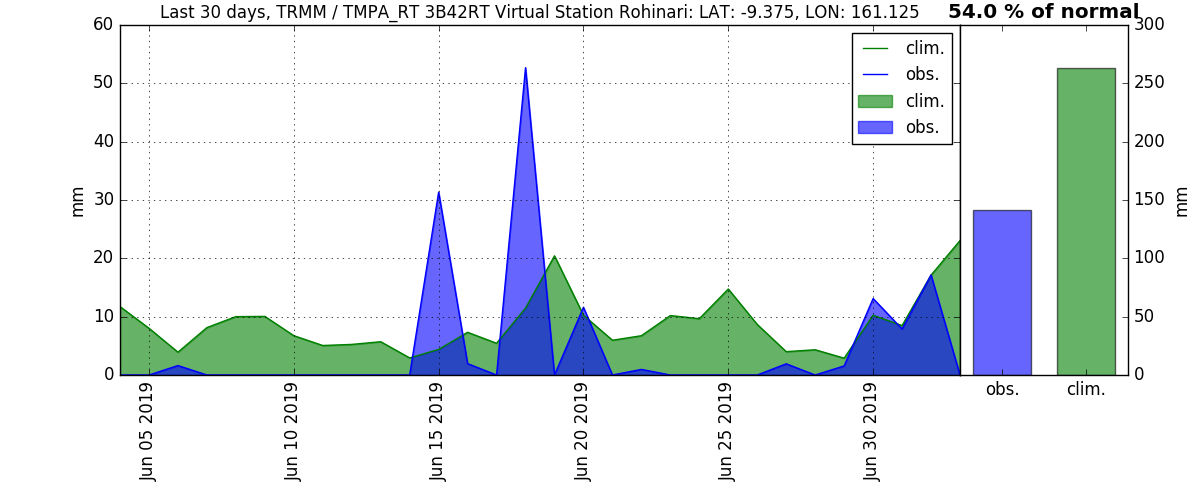 Last 30 days, TRMM / TMPA_RT 3B42RT Virtual Station Rohinari: LAT: -9.375, LON: 161.125
54.0 % of normal
60
50
40
30
20
10
0
mm
clim.
obs.
clim.
obs.
Jun 05 2019
Jun 10 2019
Jun 15 2019
Jun 20 2019
Jun 25 2019
Jun 30 2019
300
250
200
150
100
50
0
mm
obs.
clim.